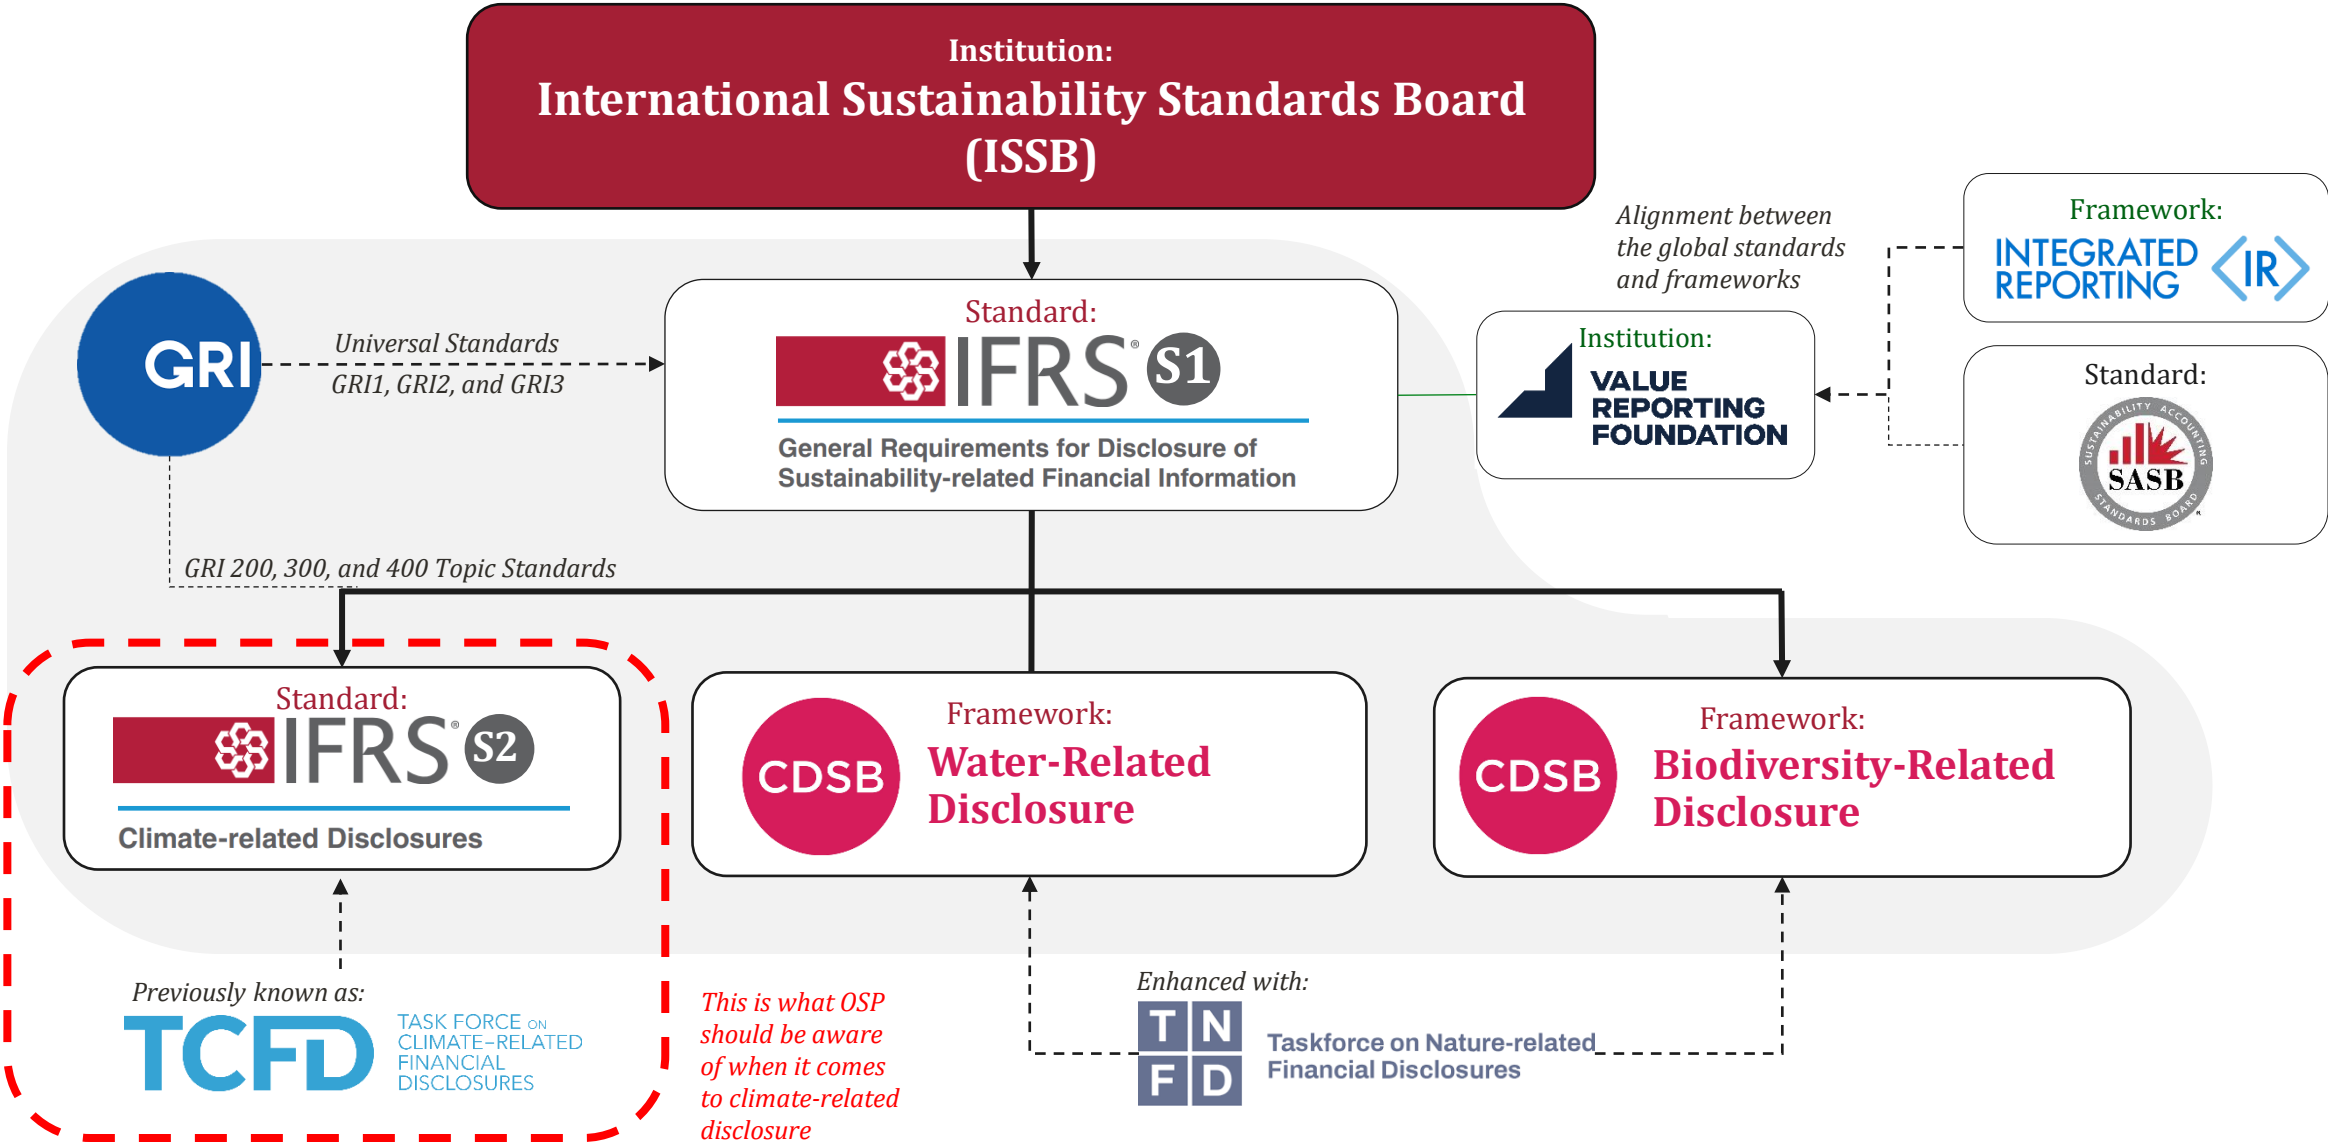 Institution:
International Sustainability Standards Board
(ISSB)
Alignment between
the global standards
and frameworks
Framework:
INTEGRATED
REPORTING
<IR>
GRI
Universal Standards
GRI1, GRI2, and GRI3
Standard:
IFRS® S1
General Requirements for Disclosure of
Sustainability-related Financial Information
Institution:
VALUE
REPORTING
FOUNDATION
Standard:
SUSTAINABILITY ACCOUNTING
SASB
STANDARDS BOARD
GRI 200, 300, and 400 Topic Standards
Standard:
IFRS® S2
Climate-related Disclosures
CDSB
Framework:
Water-Related
Disclosure
CDSB
Framework:
Biodiversity-Related
Disclosure
Previously known as:
TCFD
TASK FORCE ON
CLIMATE–RELATED
FINANCIAL
DISCLOSURES
This is what OSP
should be aware
of when it comes
to climate-related
disclosure
Enhanced with:
TN
FD
Taskforce on Nature-related
Financial Disclosures